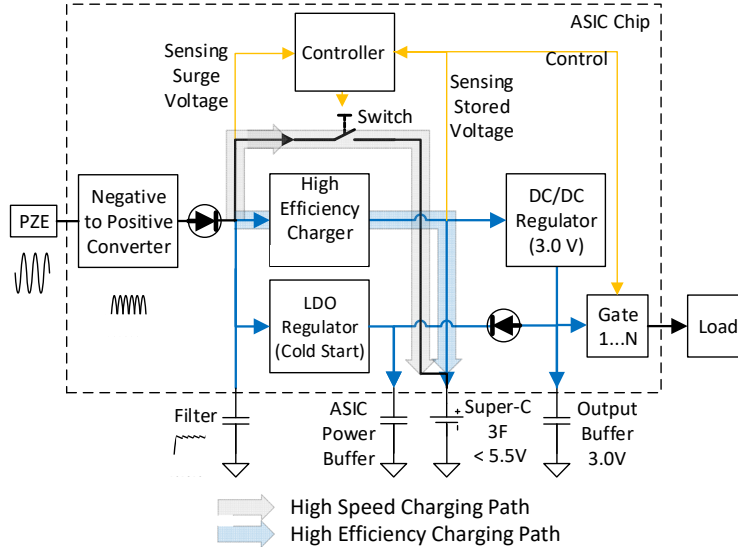 ASIC Chip
Sensing
Surge
Voltage
Controller
Control
Sensing
Stored
Voltage
Switch
PZE
Negative
to Positive
Converter
High
Efficiency
Charger
DC/DC
Regulator
(3.0 V)
LDO
Regulator
(Cold Start)
Gate
1...N
Load
Filter
ASIC
Power
Buffer
Super-C
3F
< 5.5V
Output
Buffer
3.0V
High Speed Charging Path
High Efficiency Charging Path